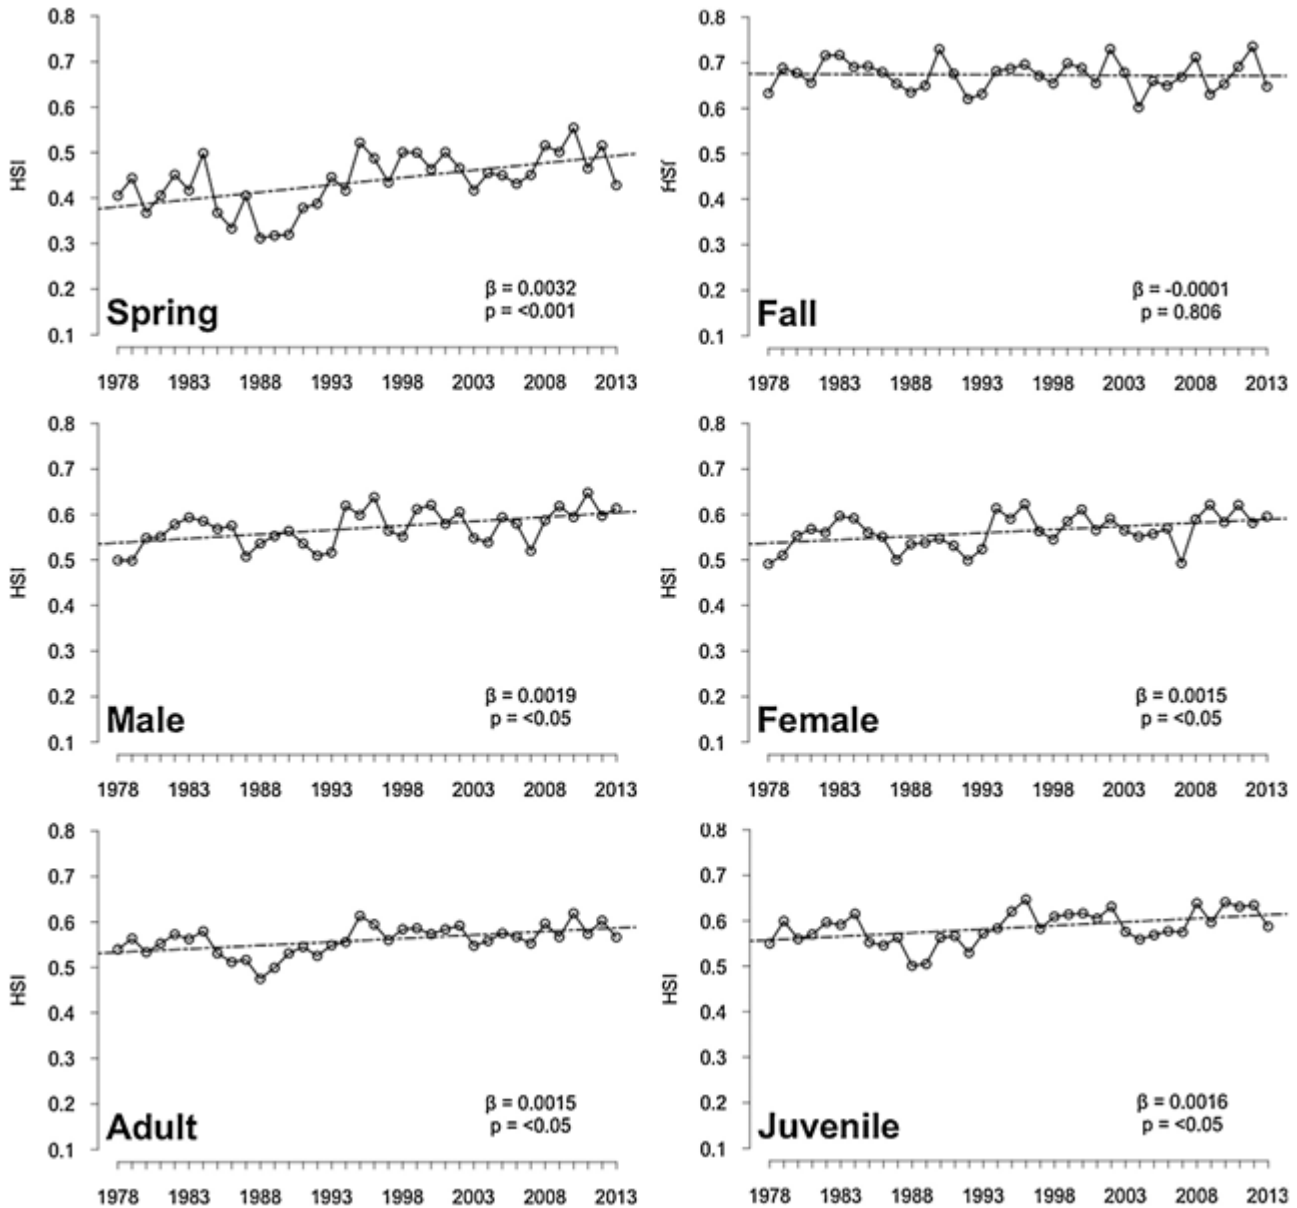 0.8
0.7
0.6
0.5
0.4
0.3
0.2
0.1
HSI
Spring
β = 0.0032
p = <0.001
1978 1983 1988 1993 1998 2003 2008 2013
0.8
0.7
0.6
0.5
0.4
0.3
0.2
0.1
HSI
Fall
β = -0.0001
p = 0.806
1978 1983 1988 1993 1998 2003 2008 2013
0.8
0.7
0.6
0.5
0.4
0.3
0.2
0.1
HSI
Male
β = 0.0019
p = <0.05
1978 1983 1988 1993 1998 2003 2008 2013
0.8
0.7
0.6
0.5
0.4
0.3
0.2
0.1
HSI
Female
β = 0.0015
p = <0.05
1978 1983 1988 1993 1998 2003 2008 2013
0.8
0.7
0.6
0.5
0.4
0.3
0.2
0.1
HSI
Adult
β = 0.0015
p = <0.05
1978 1983 1988 1993 1998 2003 2008 2013
0.8
0.7
0.6
0.5
0.4
0.3
0.2
0.1
HSI
Juvenile
β = 0.0016
p = <0.05
1978 1983 1988 1993 1998 2003 2008 2013